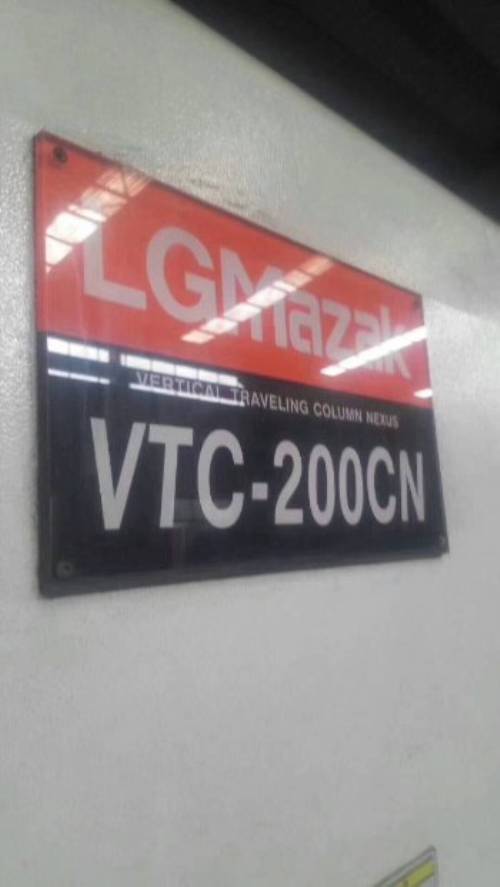 LGMazak
VERTICAL TRAVELING COLUMN NEXUS
VTC-200CN